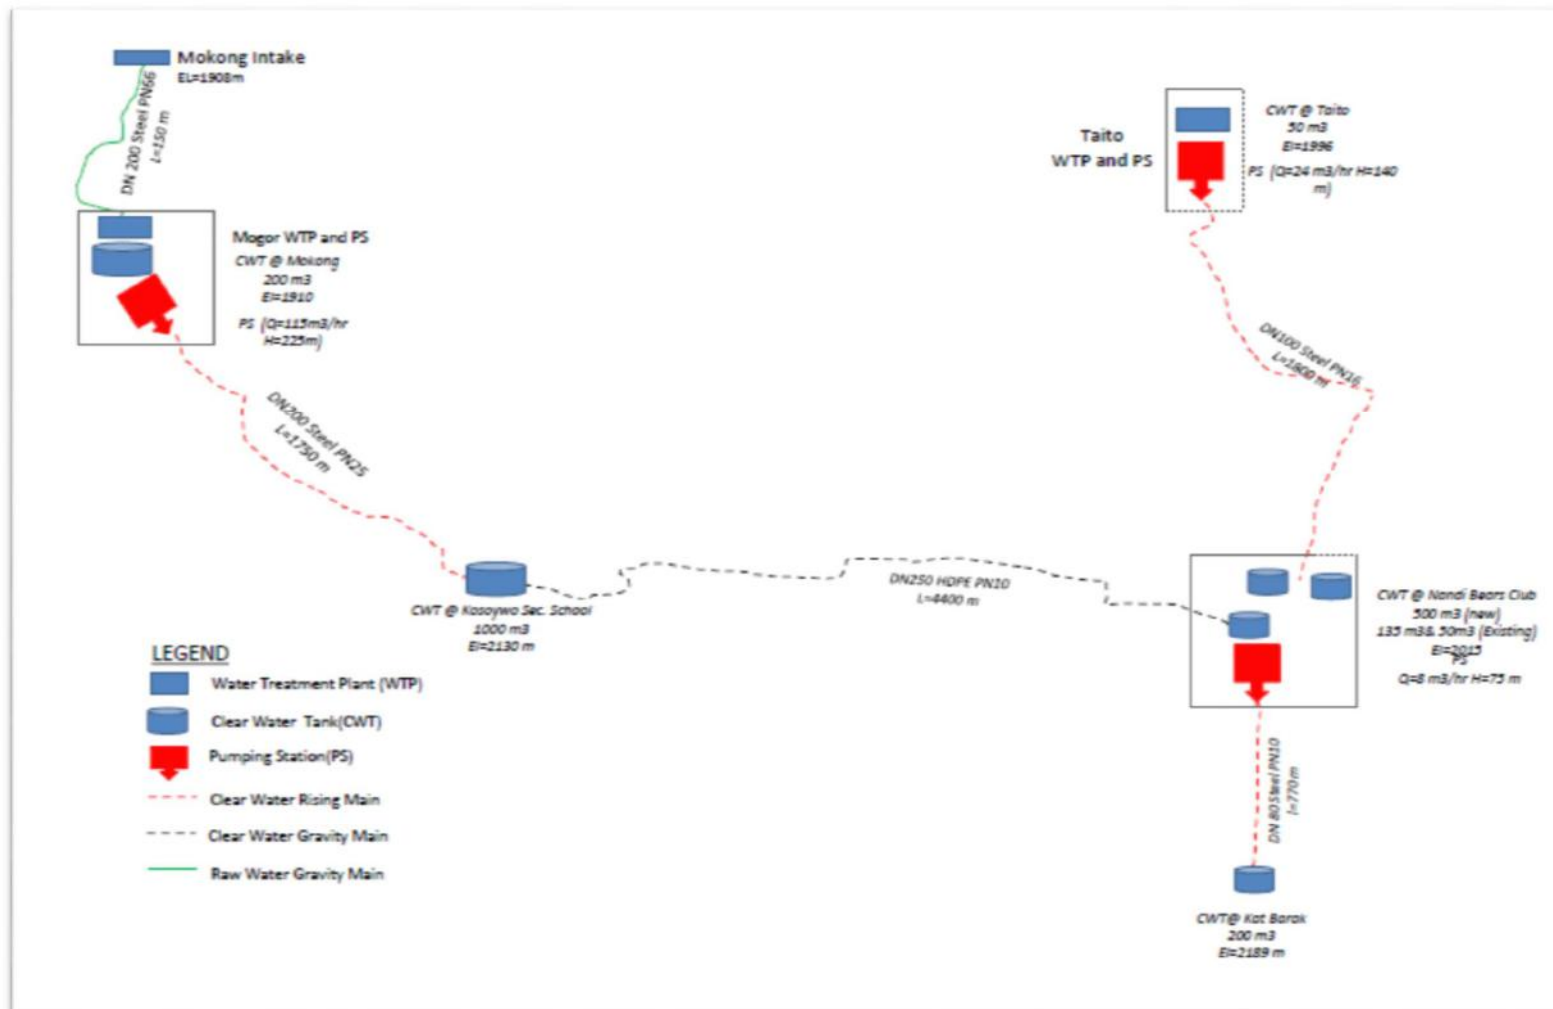 Mokong Intake
EL=1908m
DN 200 Steel PN66
L=150 m
Mogor WTP and PS
CWT @ Mokong
200 m3
El=1910
PS (Q=115m3/hr
H=225m)
DN200 Steel PN25
L=1750 m
CWT @ Kosoywo Sec. School
1000 m3
El=2130 m
DN250 HDPE PN10
L=4400 m
Taito
WTP and PS
CWT @ Taito
50 m3
El=1996
PS (Q=24 m3/hr H=140
m)
DN100 Steel PN16
L=1800 m
CWT @ Nandi Bears Club
500 m3 (new)
135 m3& 50m3 (Existing)
El=2015
PS
Q=8 m3/hr H=75 m
DN 80 Steel PN10
l=770 m
CWT@ Kat Barak
200 m3
El=2189 m
LEGEND
Water Treatment Plant (WTP)
Clear Water Tank(CWT)
Pumping Station(PS)
Clear Water Rising Main
Clear Water Gravity Main
Raw Water Gravity Main